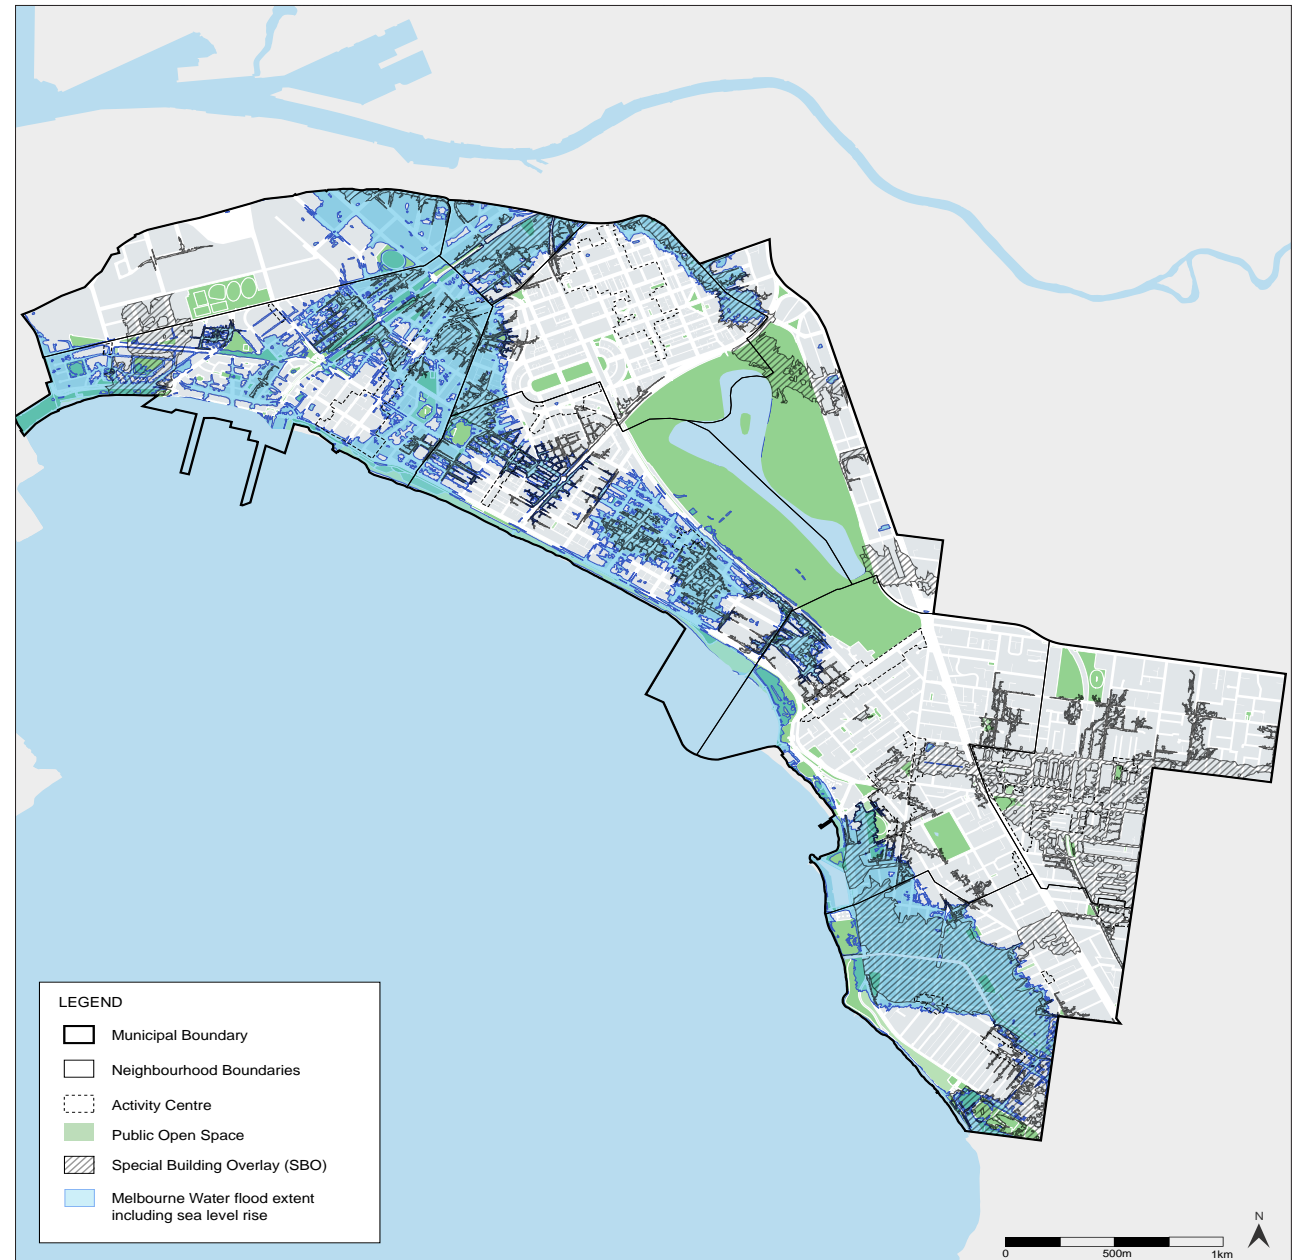 LEGEND
Municipal Boundary
Neighbourhood Boundaries
Activity Centre
Public Open Space
Special Building Overlay (SBO)
Melbourne Water flood extent
including sea level rise
N
0 500m 1km